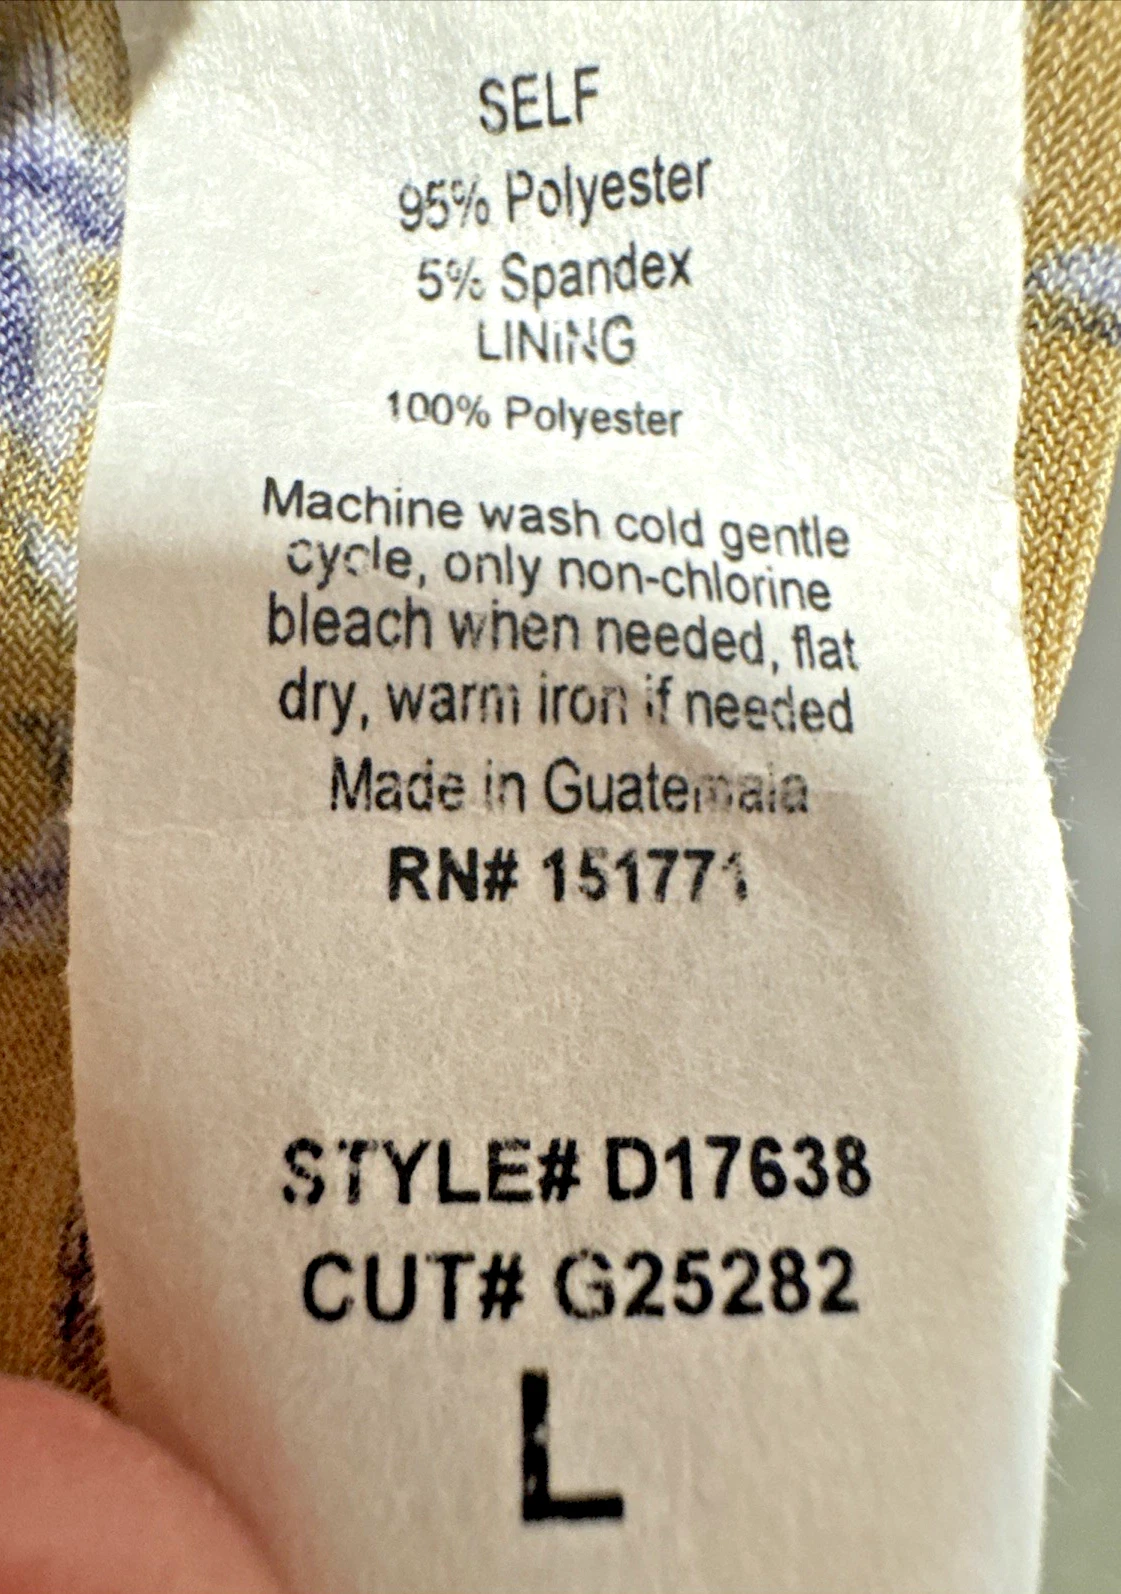 SELF
95% Polyester
5% Spandex
LINiNG
100% Polyester
Machine wash cold gentle
cycle, only non-chlorine
bleach when needed, flat
dry, warm iron if needed
Made in Guatemala
RN# 151771
STYLE# D17638
CUT# G25282
L